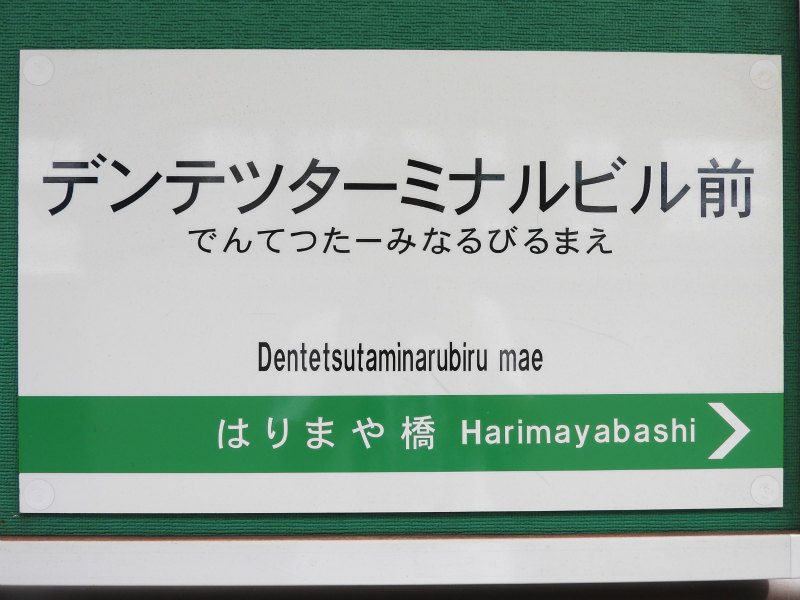 デンテツターミナルビル前
でんてつたーみなるびるまえ
Dentetsutaminarubiru mae
はりまや橋 Harimayabashi